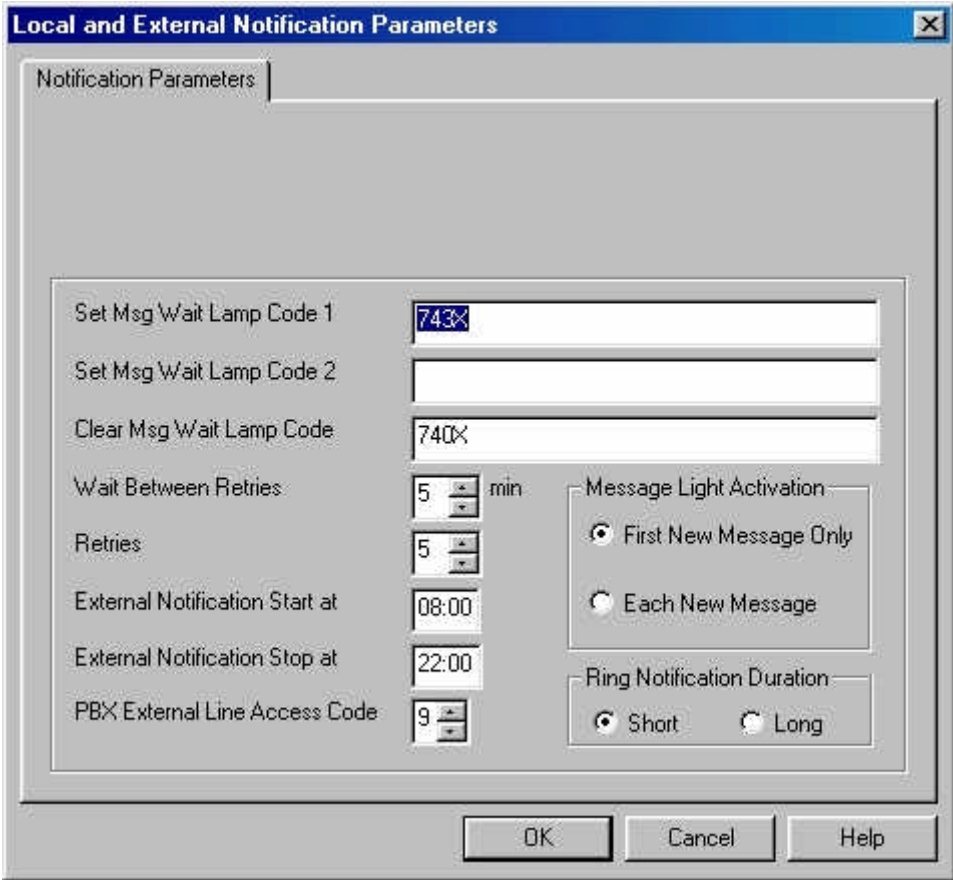 Local and External Notification Parameters
Notification Parameters
Set Msg Wait Lamp Code 1 743X
Set Msg Wait Lamp Code 2
Clear Msg Wait Lamp Code 740X
Wait Between Retries 5 min
Retries 5
External Notification Start at 08:00
External Notification Stop at 22:00
PBX External Line Access Code 9
Message Light Activation
First New Message Only
Each New Message
Ring Notification Duration
Short Long
OK Cancel Help